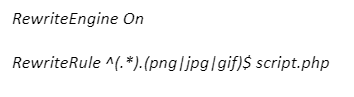 RewriteEngine On
RewriteRule ^(.*).(png|jpg|gif)$ script.php